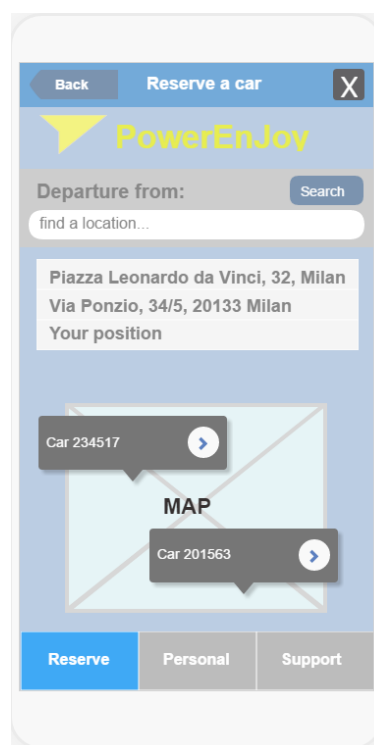 Back Reserve a car X
PowerEnJoy
Departure from: Search
find a location...
Piazza Leonardo da Vinci, 32, Milan
Via Ponzio, 34/5, 20133 Milan
Your position
Car 234517
MAP
Car 201563
Reserve Personal Support